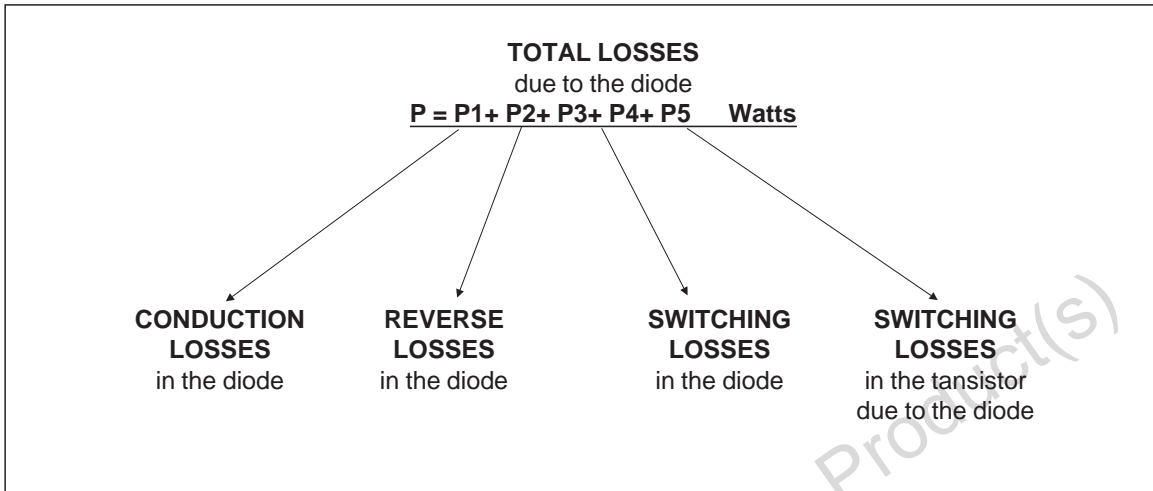 TOTAL LOSSES
due to the diode
P = P1+ P2+ P3+ P4+ P5 Watts
CONDUCTION
LOSSES
in the diode
REVERSE
LOSSES
in the diode
SWITCHING
LOSSES
in the diode
SWITCHING
LOSSES
in the tansistor
due to the diode
Product(s)